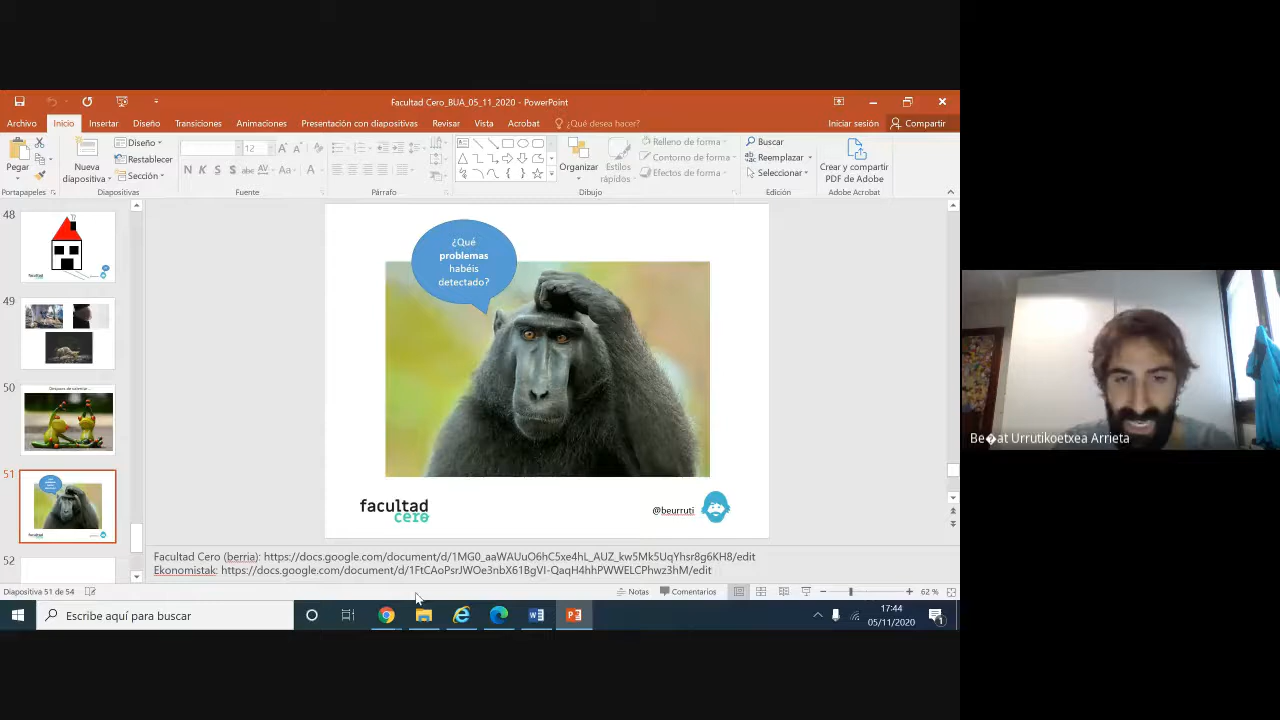 Facultad Cero_BUA_05_11_2020 - PowerPoint
Archivo Inicio Insertar Diseño Transiciones Animaciones Presentación con diapositivas Revisar Vista Acrobat ¿Qué desea hacer? Iniciar sesión Compartir
Pegar
Nueva diapositiva
Diseño
Restablecer
Sección
12
N K S S abc AV Aa A
Organizar
Estilos rápidos
Relleno de forma
Contorno de forma
Efectos de forma
Buscar
Reemplazar
Seleccionar
Crear y compartir
PDF de Adobe
Portapapeles Diapositivas Fuente Párrafo Dibujo Edición Adobe Acrobat
48
49
50
51
52
¿Qué
problemas
habéis
detectado?
facultad
cero
@beurruti
Facultad Cero (berria): https://docs.google.com/document/d/1MG0_aaWAUuO6hC5xe4hL_AUZ_kw5Mk5UqYhsr8g6KH8/edit
Ekonomistak: https://docs.google.com/document/d/1FtCAoPsrJWOe3nbX61BgVI-QaqH4hhPWWELCPhwz3hM/edit
Diapositiva 51 de 54 Notas Comentarios 62 %
Escribe aquí para buscar
17:44
05/11/2020
1
Be�at Urrutikoetxea Arrieta